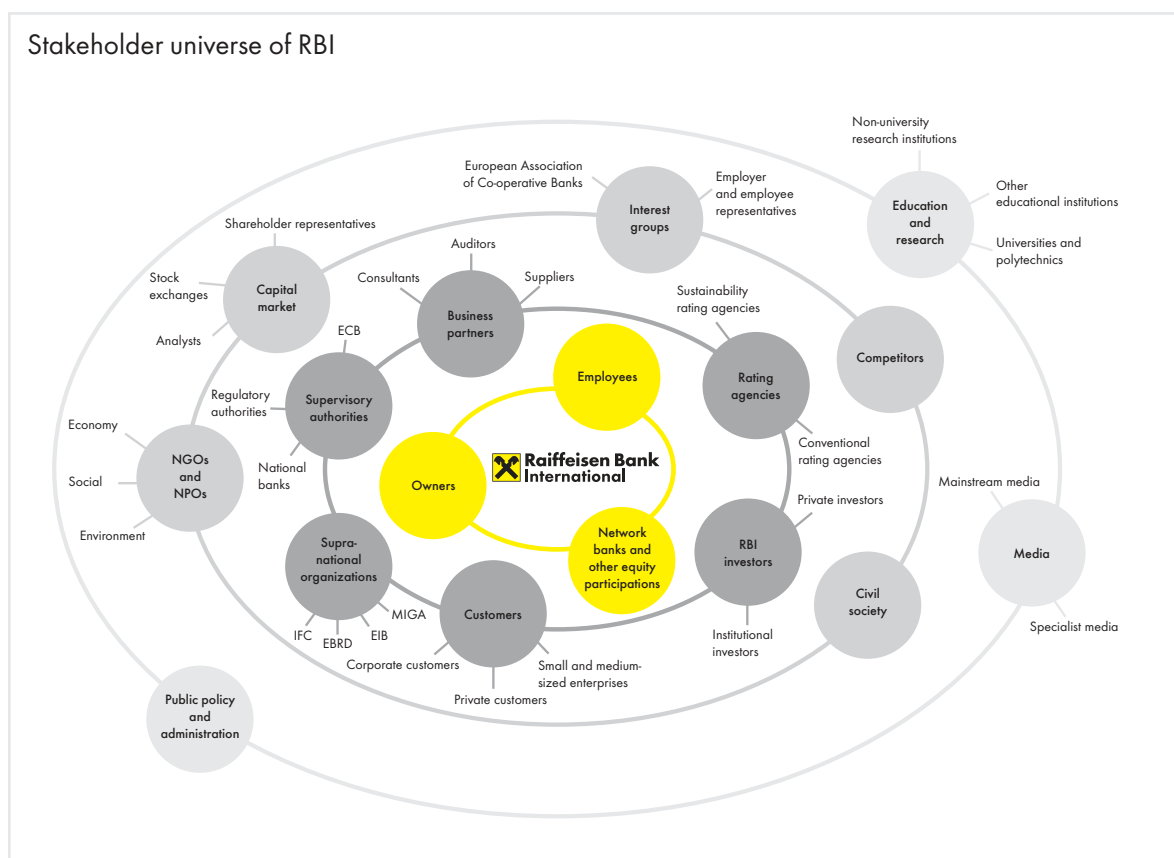 Stakeholder universe of RBI
Non-university
research institutions
European Association
of Co-operative Banks
Interest
groups
Employer
and employee
representatives
Education
and
research
Other
educational institutions
Universities and
polytechnics
Shareholder representatives
Stock
exchanges
Capital
market
Analysts
Auditors
Consultants
Suppliers
Business
partners
Sustainability
rating agencies
Rating
agencies
Conventional
rating agencies
Competitors
ECB
Regulatory
authorities
Supervisory
authorities
National
banks
Employees
Economy
Social
Environment
NGOs
and
NPOs
Owners
Raiffeisen Bank
International
Network
banks and
other equity
participations
Private investors
RBI
investors
Institutional
investors
Mainstream media
Media
Specialist media
Supra-
national
organizations
IFC
EBRD
EIB
MIGA
Customers
Corporate customers
Private customers
Small and medium-
sized enterprises
Civil
society
Public policy
and
administration